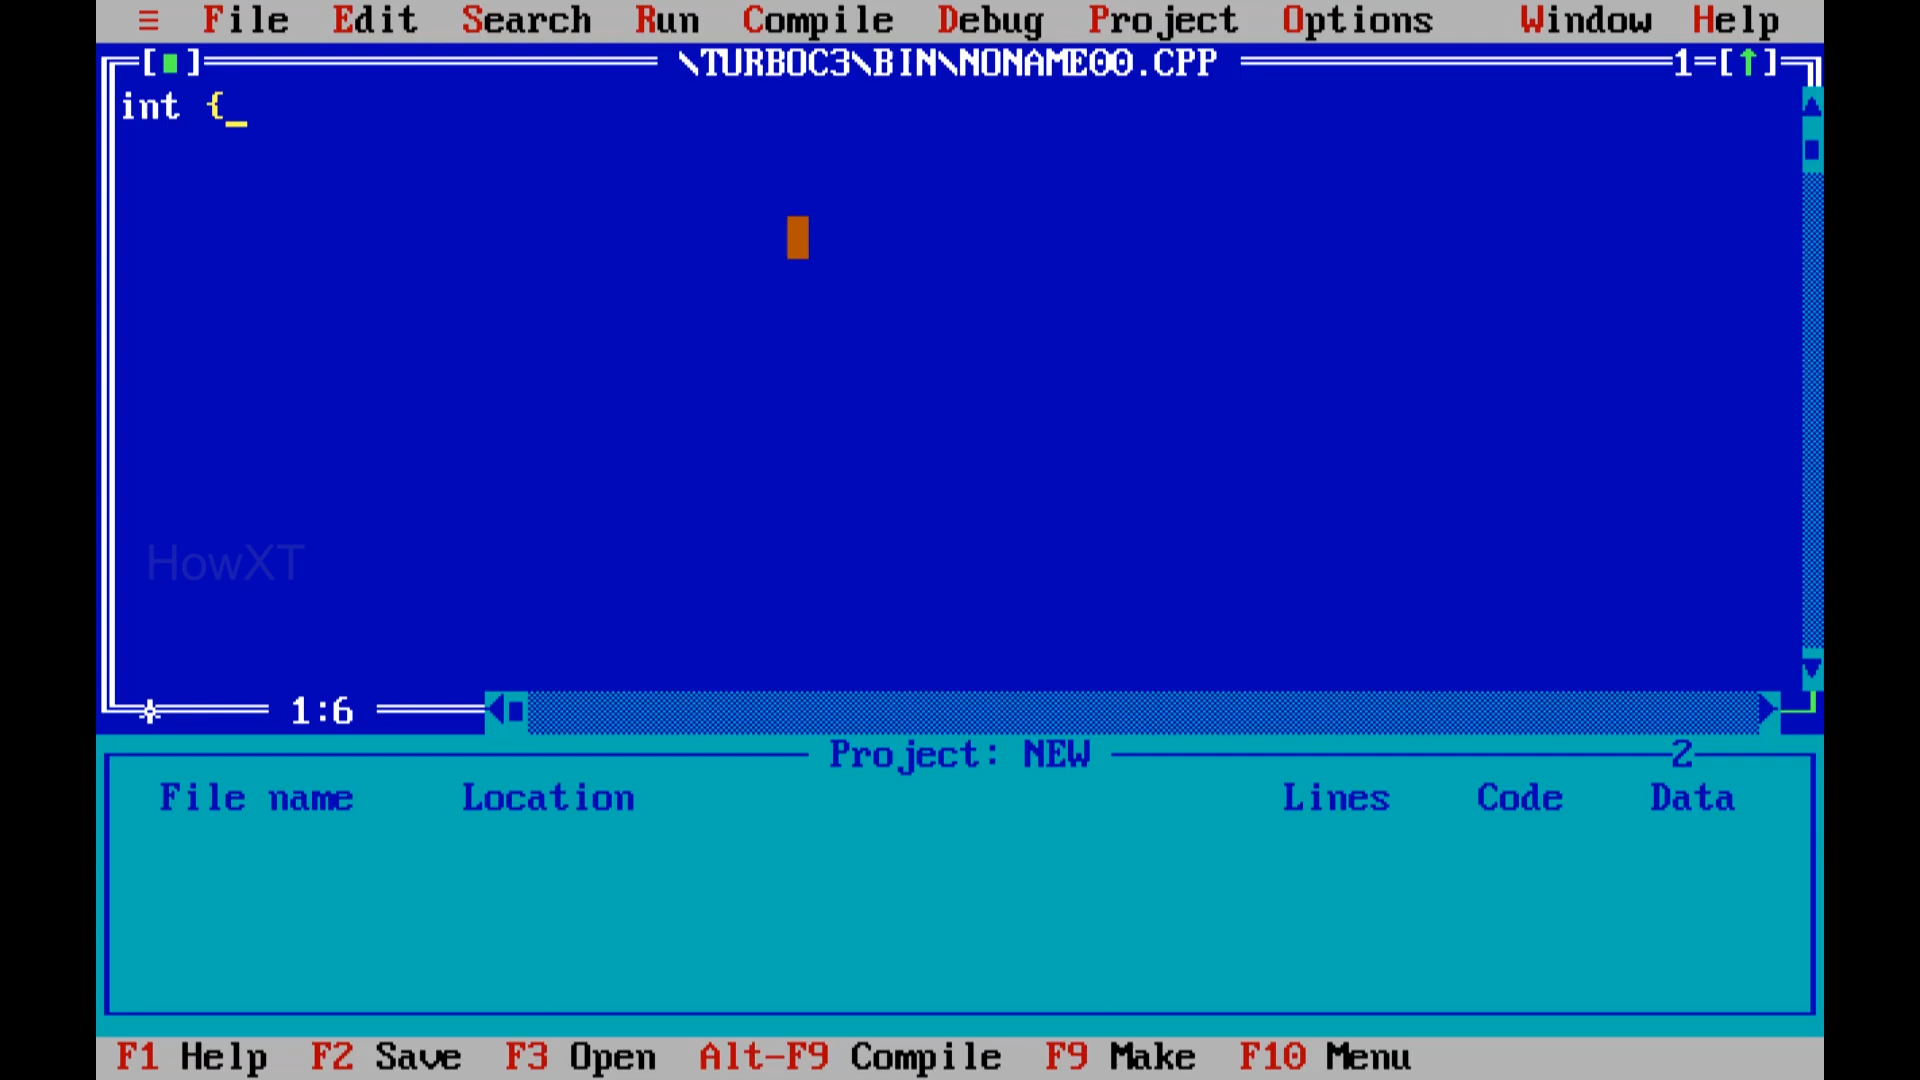 ≡ File Edit Search Run Compile Debug Project Options Window Help
[■] \TURBOC3\BIN\NONAME00.CPP 1=[↑]
int {_
HowXT
* 1:6
Project: NEW 2
File name Location Lines Code Data
F1 Help F2 Save F3 Open Alt-F9 Compile F9 Make F10 Menu